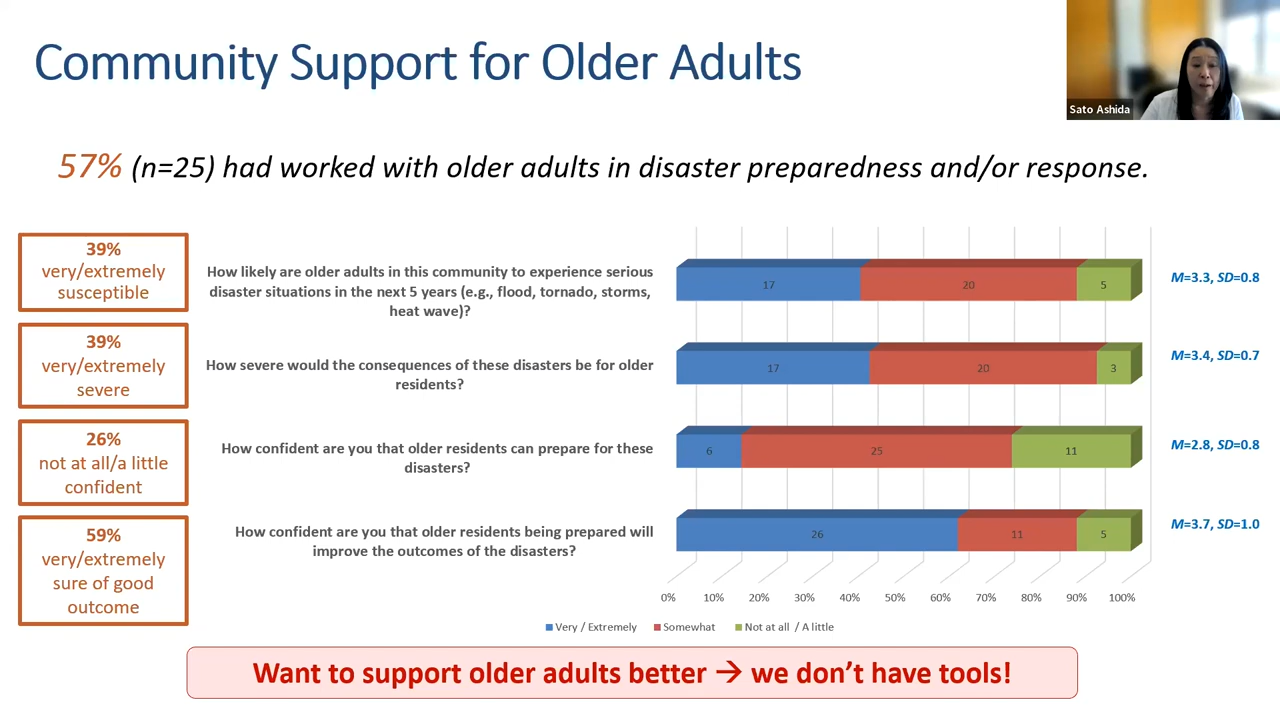 Community Support for Older Adults
Sato Ashida
57% (n=25) had worked with older adults in disaster preparedness and/or response.
39%
very/extremely
susceptible
How likely are older adults in this community to experience serious
disaster situations in the next 5 years (e.g., flood, tornado, storms,
heat wave)?
17 20 5
M=3.3, SD=0.8
39%
very/extremely
severe
How severe would the consequences of these disasters be for older
residents?
17 20 3
M=3.4, SD=0.7
26%
not at all/a little
confident
How confident are you that older residents can prepare for these
disasters?
6 25 11
M=2.8, SD=0.8
59%
very/extremely
sure of good
outcome
How confident are you that older residents being prepared will
improve the outcomes of the disasters?
26 11 5
M=3.7, SD=1.0
0% 10% 20% 30% 40% 50% 60% 70% 80% 90% 100%
Very / Extremely Somewhat Not at all / A little
Want to support older adults better → we don't have tools!